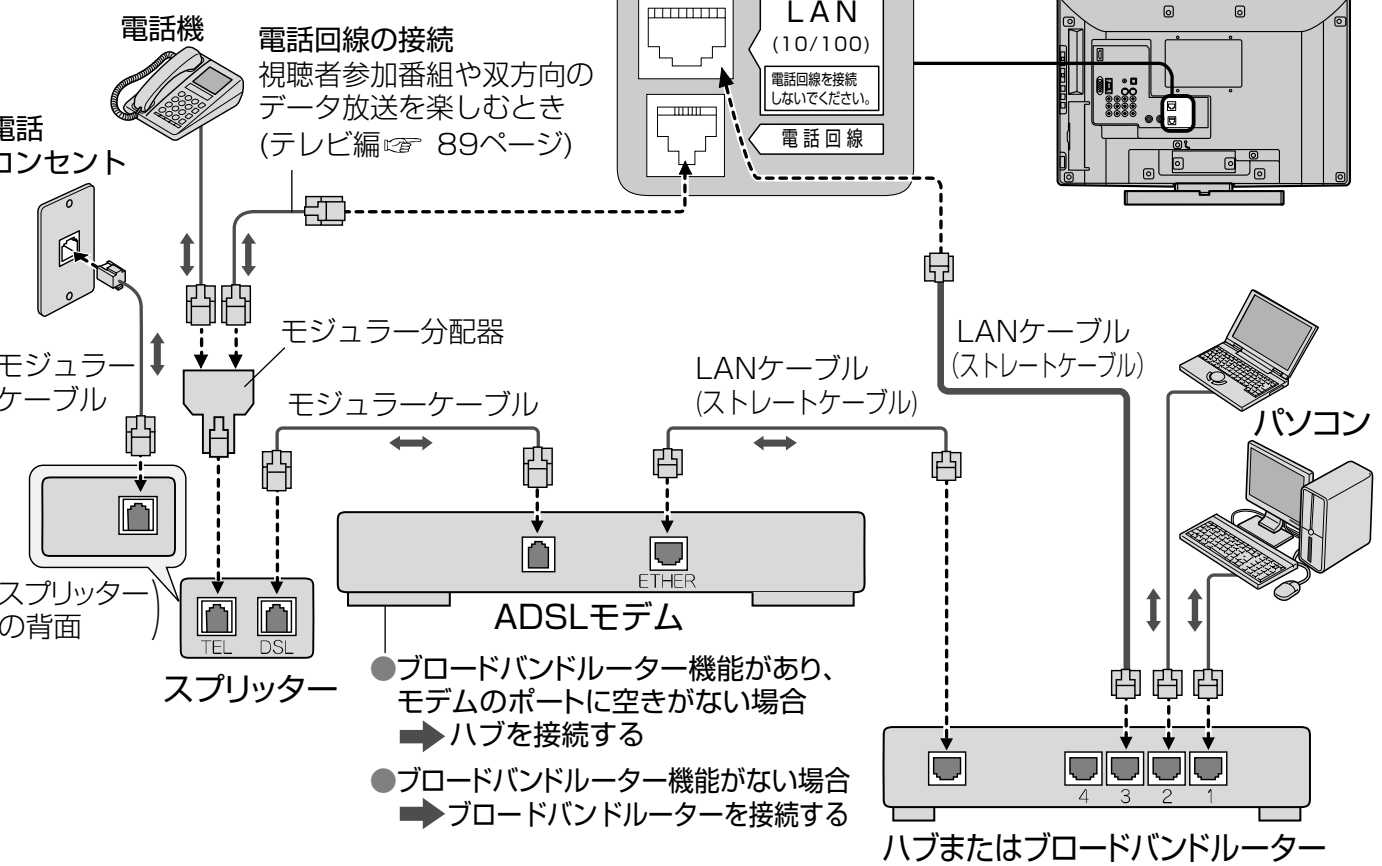 電話機
電話回線の接続
視聴者参加番組や双方向の
データ放送を楽しむとき
(テレビ編☞ 89ページ)
LAN
(10/100)
電話回線を接続
しないでください。
電話回線
電話
コンセント
モジュラー
ケーブル
モジュラー分配器
モジュラーケーブル
LANケーブル
(ストレートケーブル)
LANケーブル
(ストレートケーブル)
パソコン
スプリッター
の背面
TEL
DSL
スプリッター
ETHER
ADSLモデム
●ブロードバンドルーター機能があり、
モデムのポートに空きがない場合
➡ハブを接続する
●ブロードバンドルーター機能がない場合
➡ブロードバンドルーターを接続する
4 3 2 1
ハブまたはブロードバンドルーター